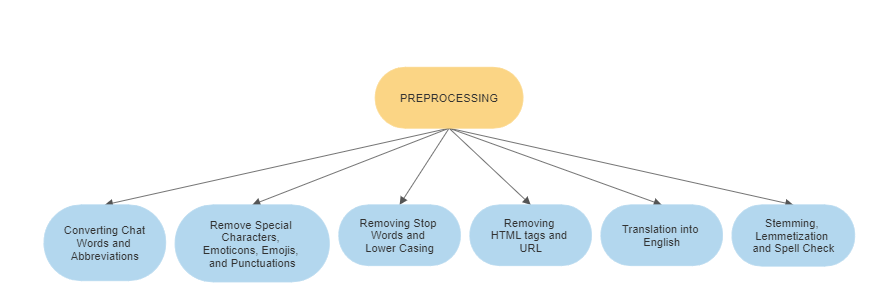 PREPROCESSING
Converting Chat
Words and
Abbreviations
Remove Special
Characters,
Emoticons, Emojis,
and Punctuations
Removing Stop
Words and
Lower Casing
Removing
HTML tags and
URL
Translation into
English
Stemming,
Lemmetization
and Spell Check